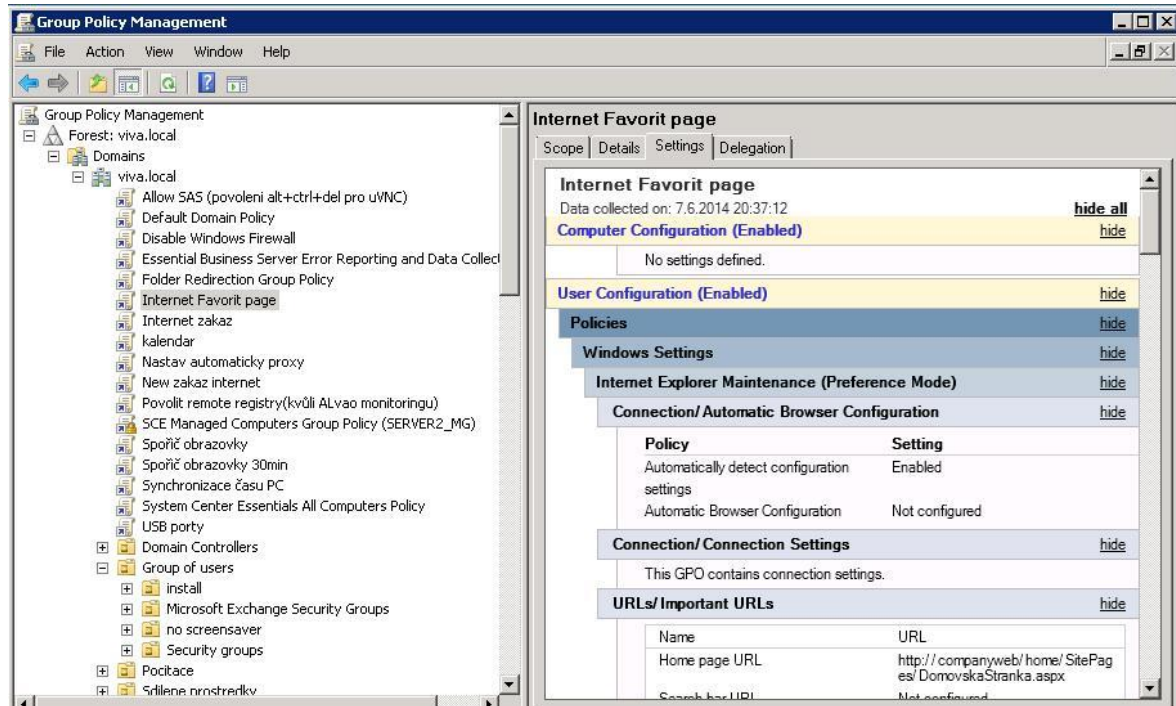 Group Policy Management
File Action View Window Help
Group Policy Management
Forest: viva.local
Domains
viva.local
Allow SAS (povoleni alt+ctrl+del pro uVNC)
Default Domain Policy
Disable Windows Firewall
Essential Business Server Error Reporting and Data Collect
Folder Redirection Group Policy
Internet Favorit page
Internet zakaz
kalendar
Nastav automaticky proxy
New zakaz internet
Povolit remote registry(kvůli ALvao monitoringu)
SCE Managed Computers Group Policy (SERVER2_MG)
Spořič obrazovky
Spořič obrazovky 30min
Synchronizace času PC
System Center Essentials All Computers Policy
USB porty
Domain Controllers
Group of users
install
Microsoft Exchange Security Groups
no screensaver
Security groups
Pocitace
Sdilene prostredky
Internet Favorit page
Scope Details Settings Delegation
Internet Favorit page
Data collected on: 7.6.2014 20:37:12 hide all
Computer Configuration (Enabled) hide
No settings defined.
User Configuration (Enabled) hide
Policies hide
Windows Settings hide
Internet Explorer Maintenance (Preference Mode) hide
Connection/Automatic Browser Configuration hide
Policy Setting
Automatically detect configuration Enabled
settings
Automatic Browser Configuration Not configured
Connection/Connection Settings hide
This GPO contains connection settings.
URLs/Important URLs hide
Name URL
Home page URL http://companyweb/home/SitePag
es/DomovskaStranka.aspx
Search bar URL Not configured